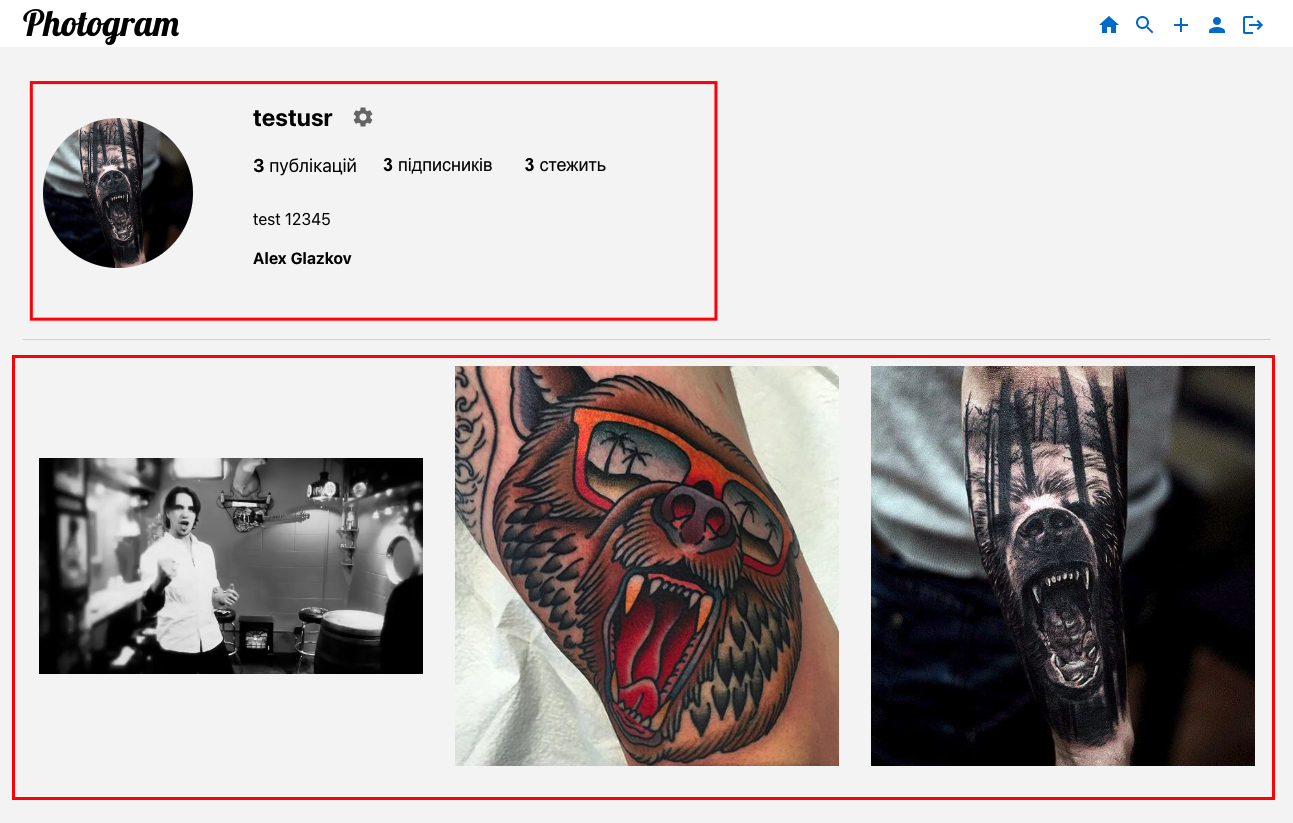 Photogram
testusr
3 публікацій 3 підписників 3 стежить
test 12345
Alex Glazkov